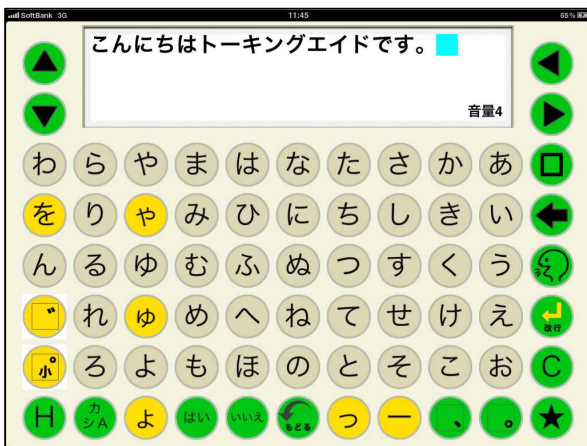 SoftBank 3G 11:45 65%
こんにちはトーキングエイドです。
音量4
わ ら や ま は な た さ か あ
を り ゃ み ひ に ち し き い
ん る ゆ む ふ ぬ つ す く う
゛ れ ゅ め へ ね て せ け え 改行
小゜ ろ よ も ほ の と そ こ お C
H カシA ょ はい いいえ もどる っ ー 、 。 ★